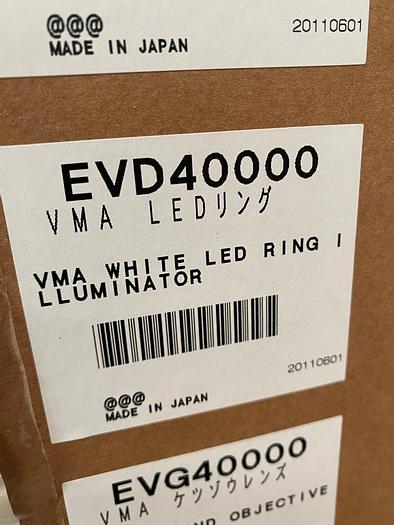 @@@ 20110601
MADE IN JAPAN
EVD40000
VMA LEDリング
VMA WHITE LED RING I
LLUMINATOR
20110601
@@@
MADE IN JAPAN
EVG40000
VMA ケツゾウレンズ
ND OBJECTIVE